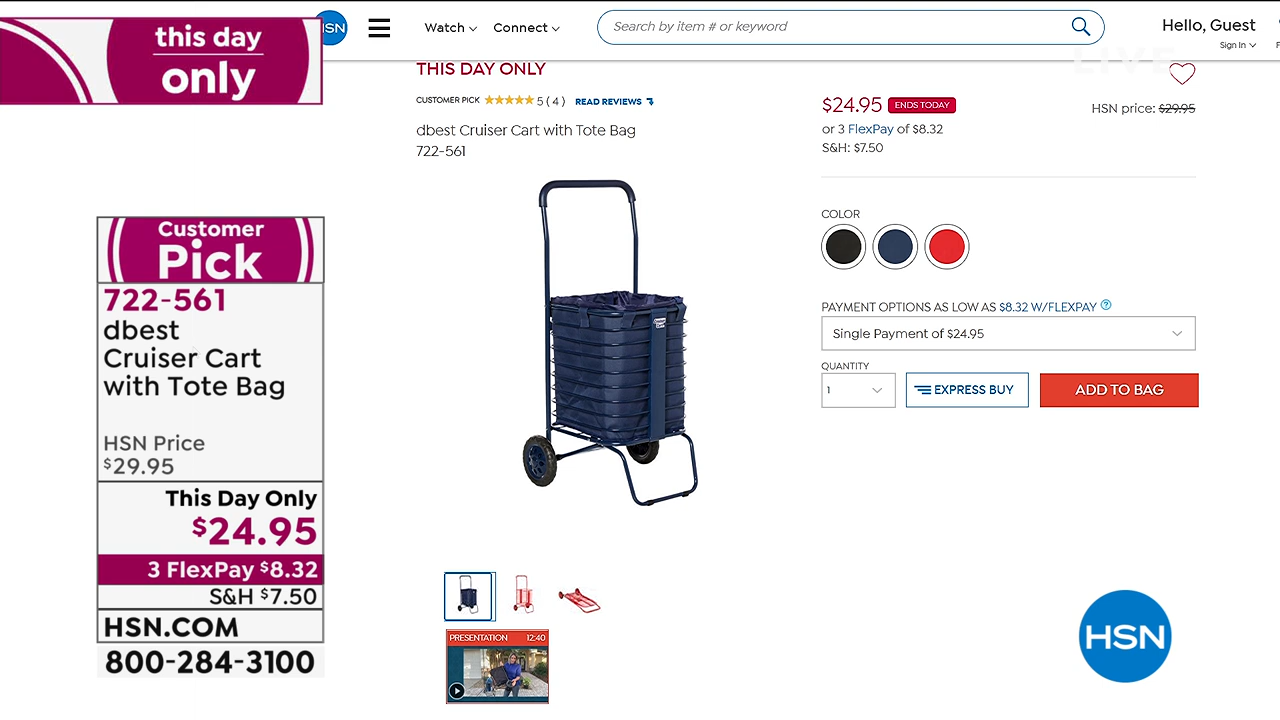 this day
only
HSN
Watch
Connect
Search by item # or keyword
Hello, Guest
Sign In
LIVE
THIS DAY ONLY
CUSTOMER PICK
5 ( 4 )
READ REVIEWS
dbest Cruiser Cart with Tote Bag
722-561
$24.95
ENDS TODAY
HSN price: $29.95
or 3 FlexPay of $8.32
S&H: $7.50
COLOR
PAYMENT OPTIONS AS LOW AS $8.32 W/FLEXPAY
Single Payment of $24.95
QUANTITY
1
EXPRESS BUY
ADD TO BAG
Customer
Pick
722-561
dbest
Cruiser Cart
with Tote Bag
HSN Price
$29.95
This Day Only
$24.95
3 FlexPay $8.32
S&H $7.50
HSN.COM
800-284-3100
PRESENTATION 12:40
HSN